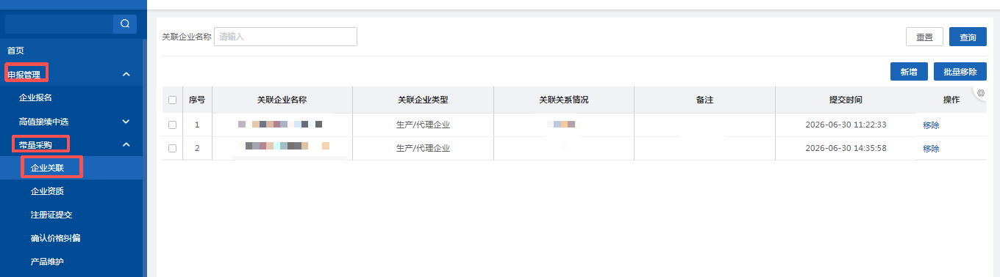 关联企业名称 请输入 重置 查询
首页
申报管理
新增 批量移除
企业报名
序号 关联企业名称 关联企业类型 关联关系情况 备注 提交时间 操作
高值接续中选
1 生产/代理企业 2026-06-30 11:22:33 移除
带量采购
2 生产/代理企业 2026-06-30 14:35:58 移除
企业关联
企业资质
注册证提交
确认价格纠偏
产品维护